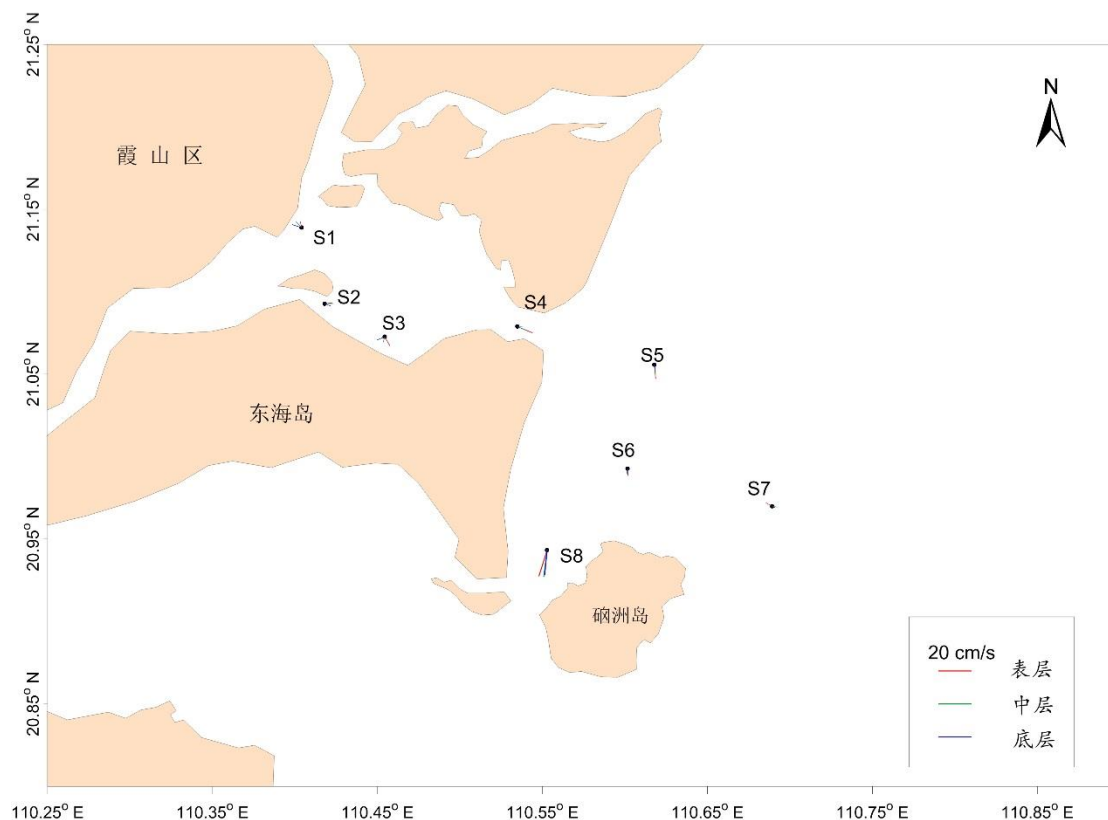 21.25° N
N
霞 山 区
21.15° N
S1
S2
S4
S3
21.05° N
S5
东海岛
S6
S7
20.95° N
S8
硇洲岛
20 cm/s
表层
中层
底层
20.85° N
110.25° E
110.35° E
110.45° E
110.55° E
110.65° E
110.75° E
110.85° E